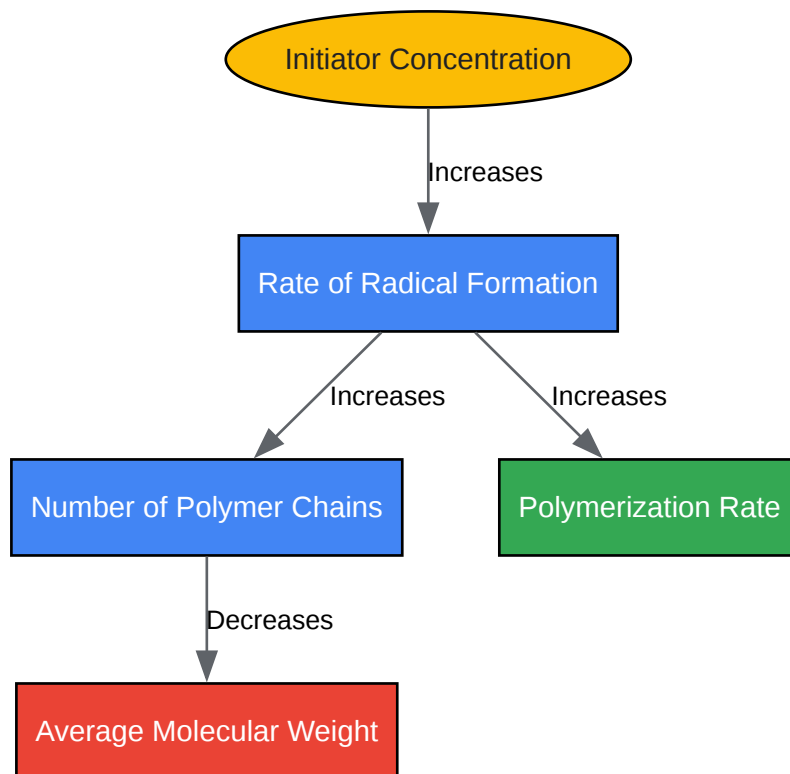 Initiator Concentration
Increases
Rate of Radical Formation
Increases
Increases
Number of Polymer Chains
Polymerization Rate
Decreases
Average Molecular Weight